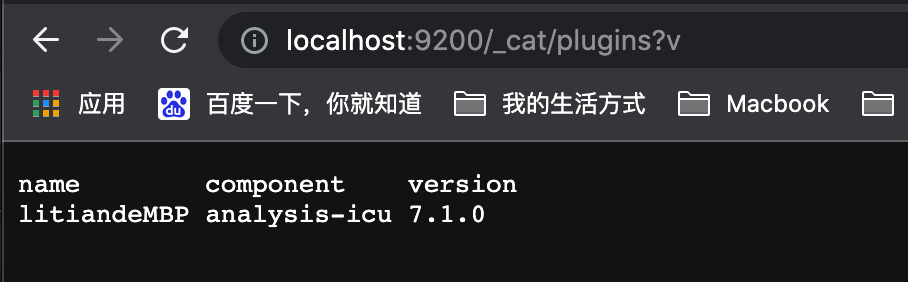 localhost:9200/_cat/plugins?v
应用 百度一下，你就知道 我的生活方式 Macbook
name component version
litiandeMBP analysis-icu 7.1.0